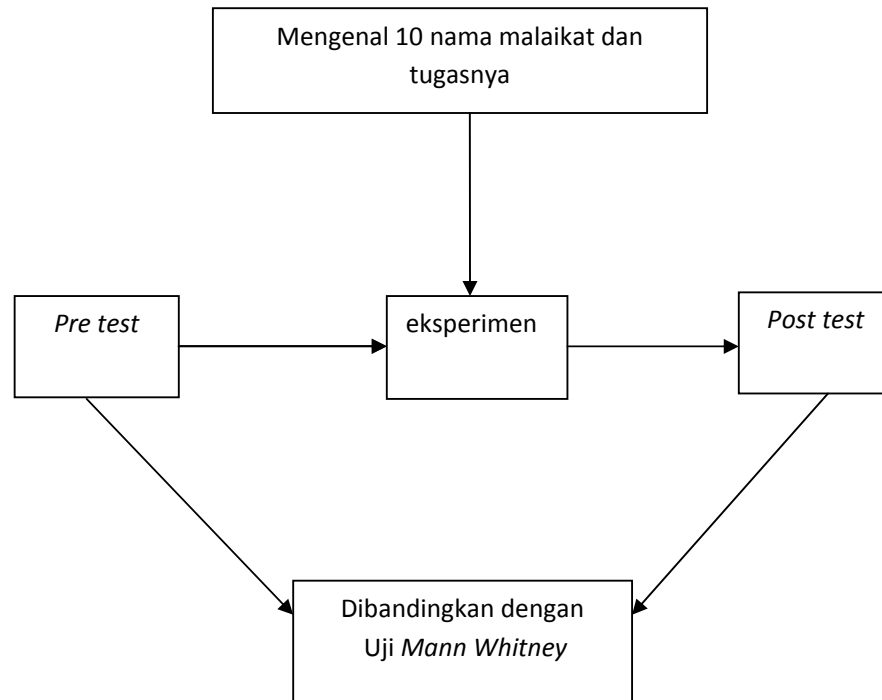 Mengenal 10 nama malaikat dan
tugasnya
Pre test
eksperimen
Post test
Dibandingkan dengan
Uji Mann Whitney